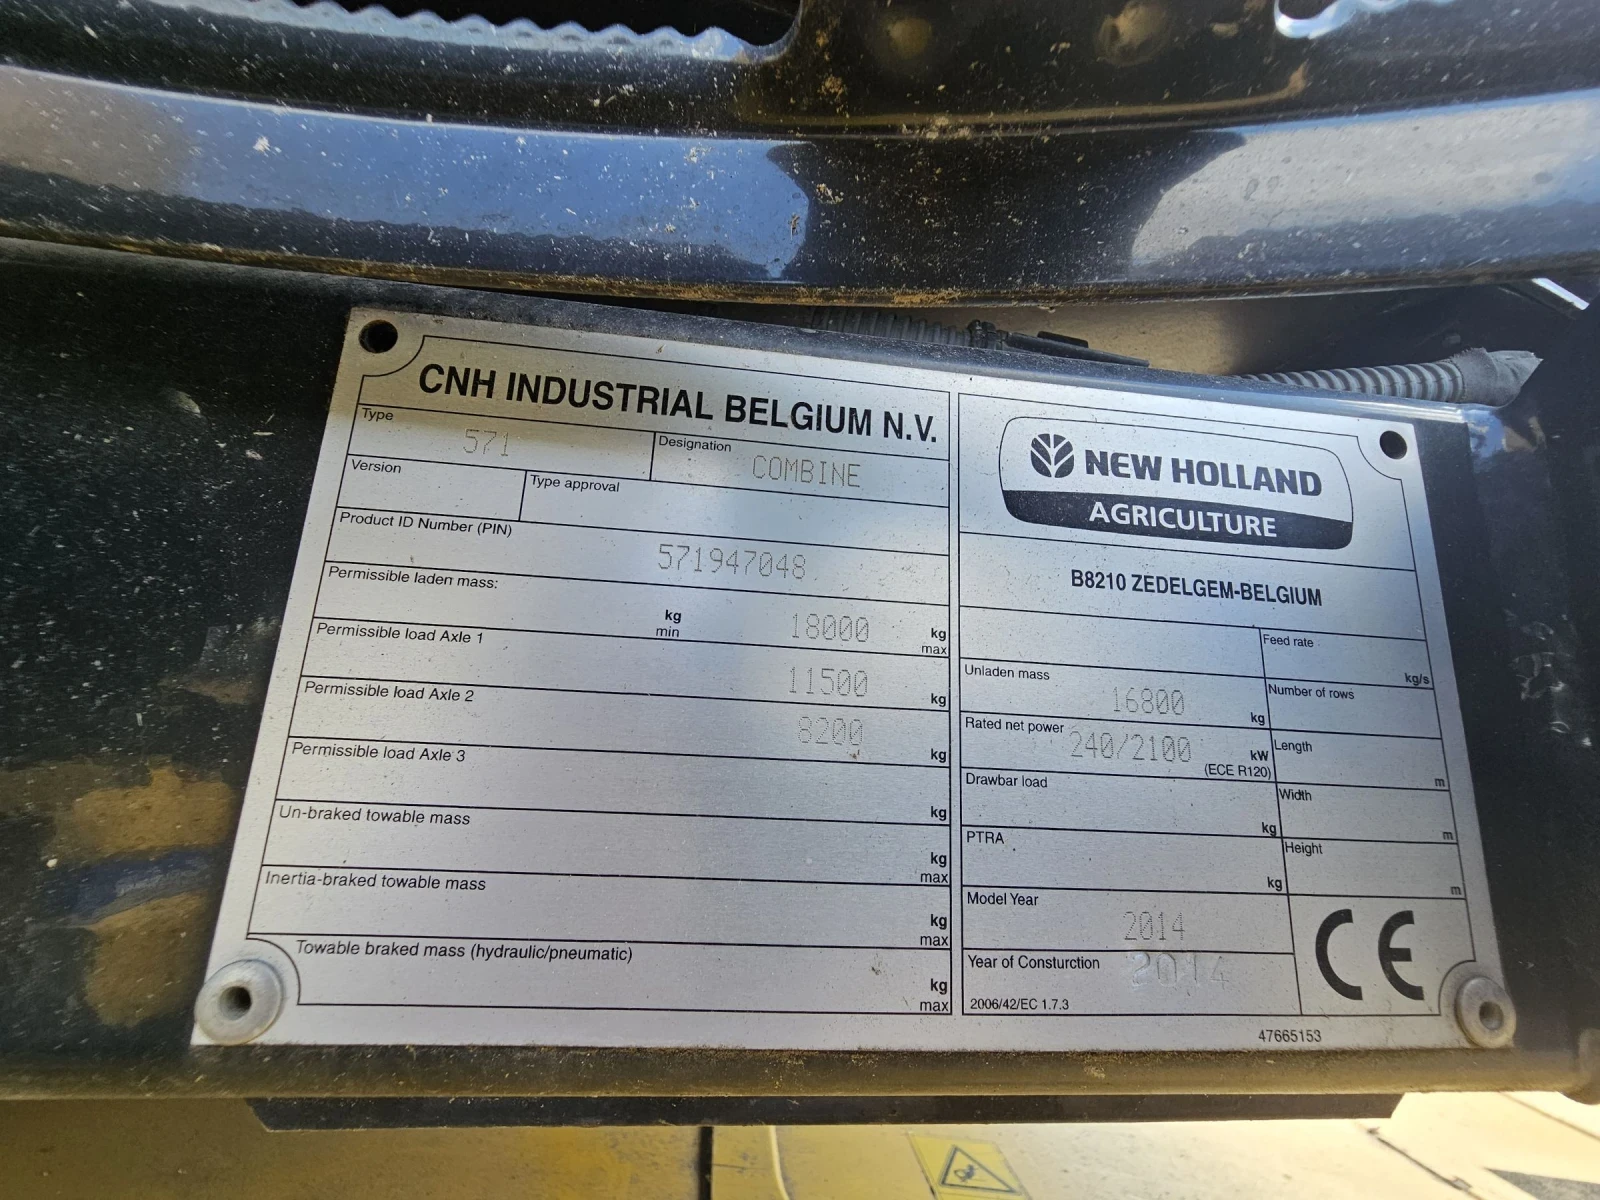 CNH INDUSTRIAL BELGIUM N.V.
Type
571
Designation
COMBINE
Version
Type approval
Product ID Number (PIN)
571947048
Permissible laden mass:
kg
min
18000
kg
max
Permissible load Axle 1
11500
kg
Permissible load Axle 2
8200
kg
Permissible load Axle 3
kg
Un-braked towable mass
kg
max
Inertia-braked towable mass
kg
max
Towable braked mass (hydraulic/pneumatic)
kg
max
NEW HOLLAND
AGRICULTURE
B8210 ZEDELGEM-BELGIUM
Feed rate
kg/s
Unladen mass
16800
kg
Number of rows
Rated net power
240/2100
kW
(ECE R120)
Length
m
Drawbar load
kg
Width
m
PTRA
kg
Height
m
Model Year
2014
Year of Consturction
2014
2006/42/EC 1.7.3
CE
47665153